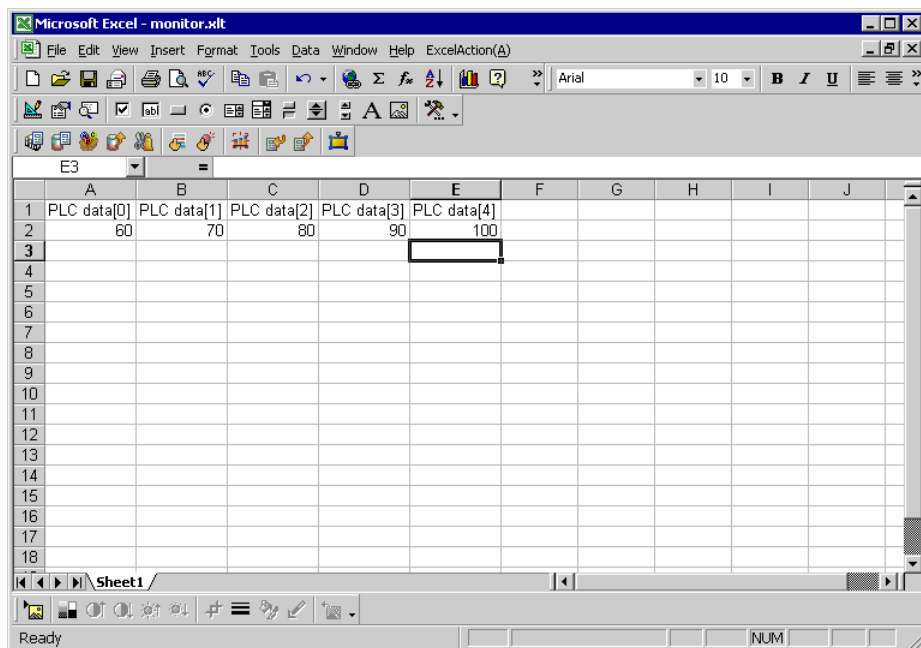 Microsoft Excel - monitor.xlt
File Edit View Insert Format Tools Data Window Help ExcelAction(A)
Arial 10 B I U
E3 =
A B C D E F G H I J
1 PLC data[0] PLC data[1] PLC data[2] PLC data[3] PLC data[4]
2 60 70 80 90 100
3
4
5
6
7
8
9
10
11
12
13
14
15
16
17
18
Sheet1
Ready NUM